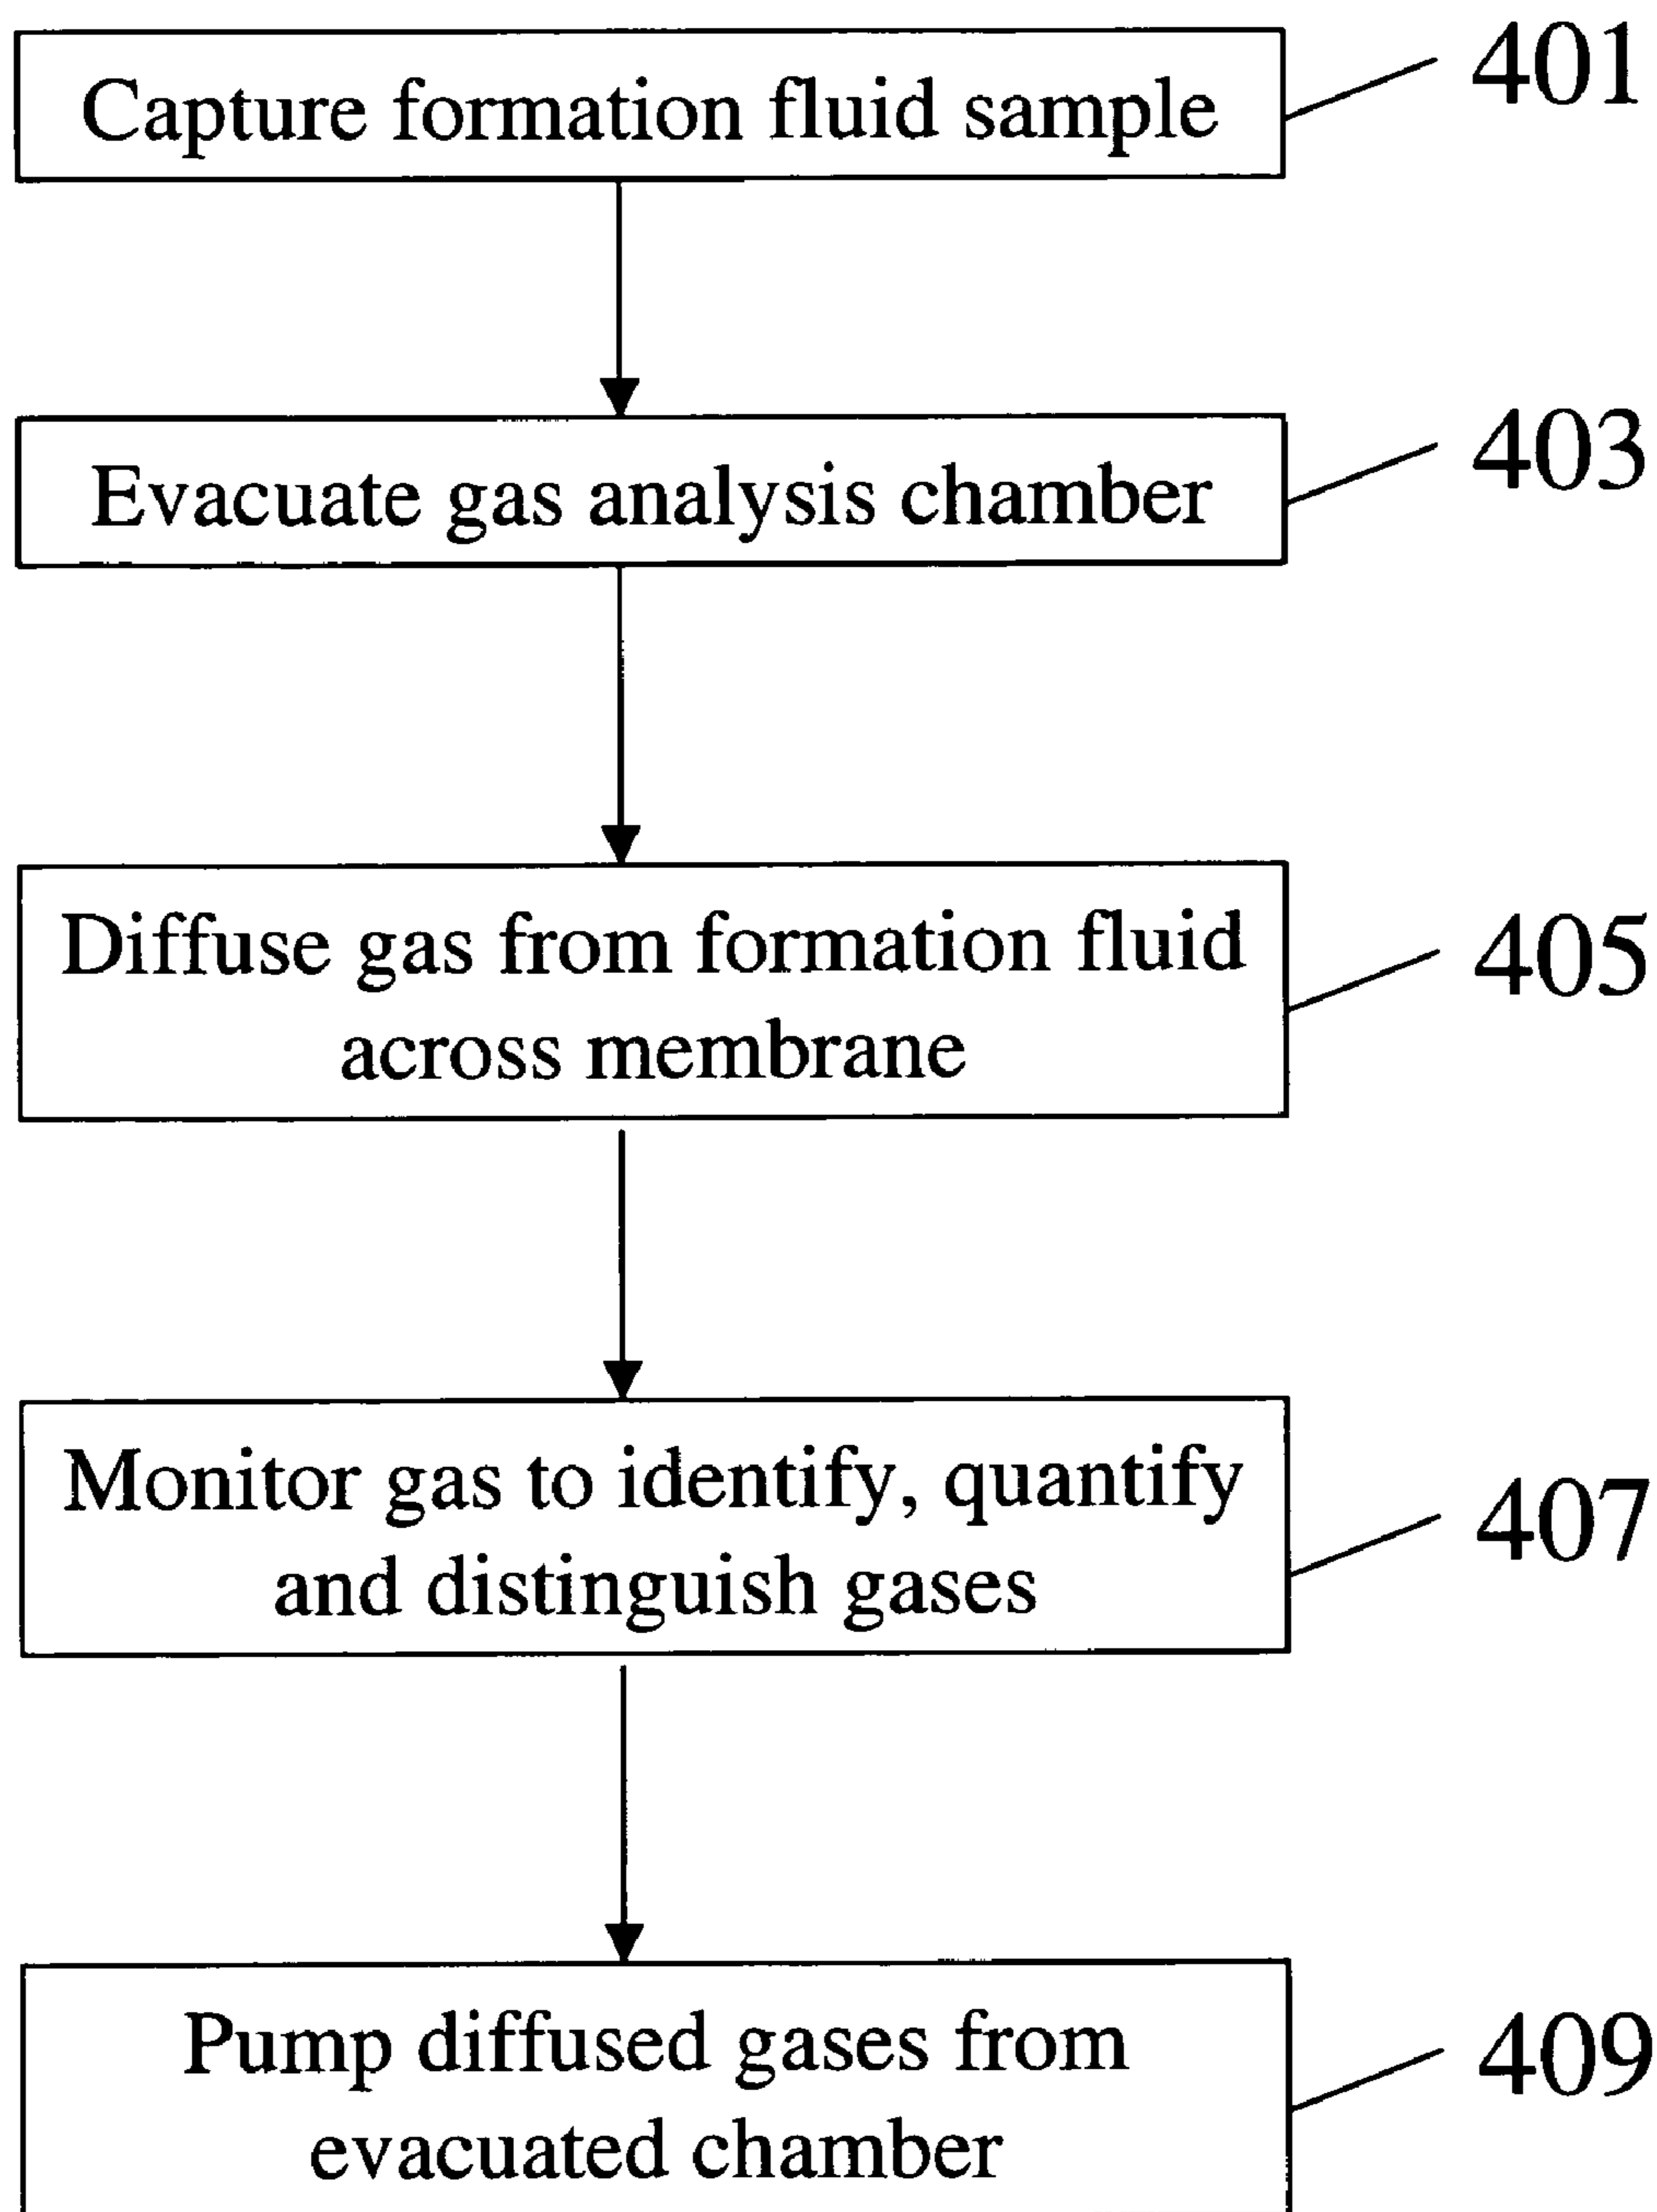 Capture formation fluid sample
401
Evacuate gas analysis chamber
403
Diffuse gas from formation fluid
across membrane
405
Monitor gas to identify, quantify
and distinguish gases
407
Pump diffused gases from
evacuated chamber
409